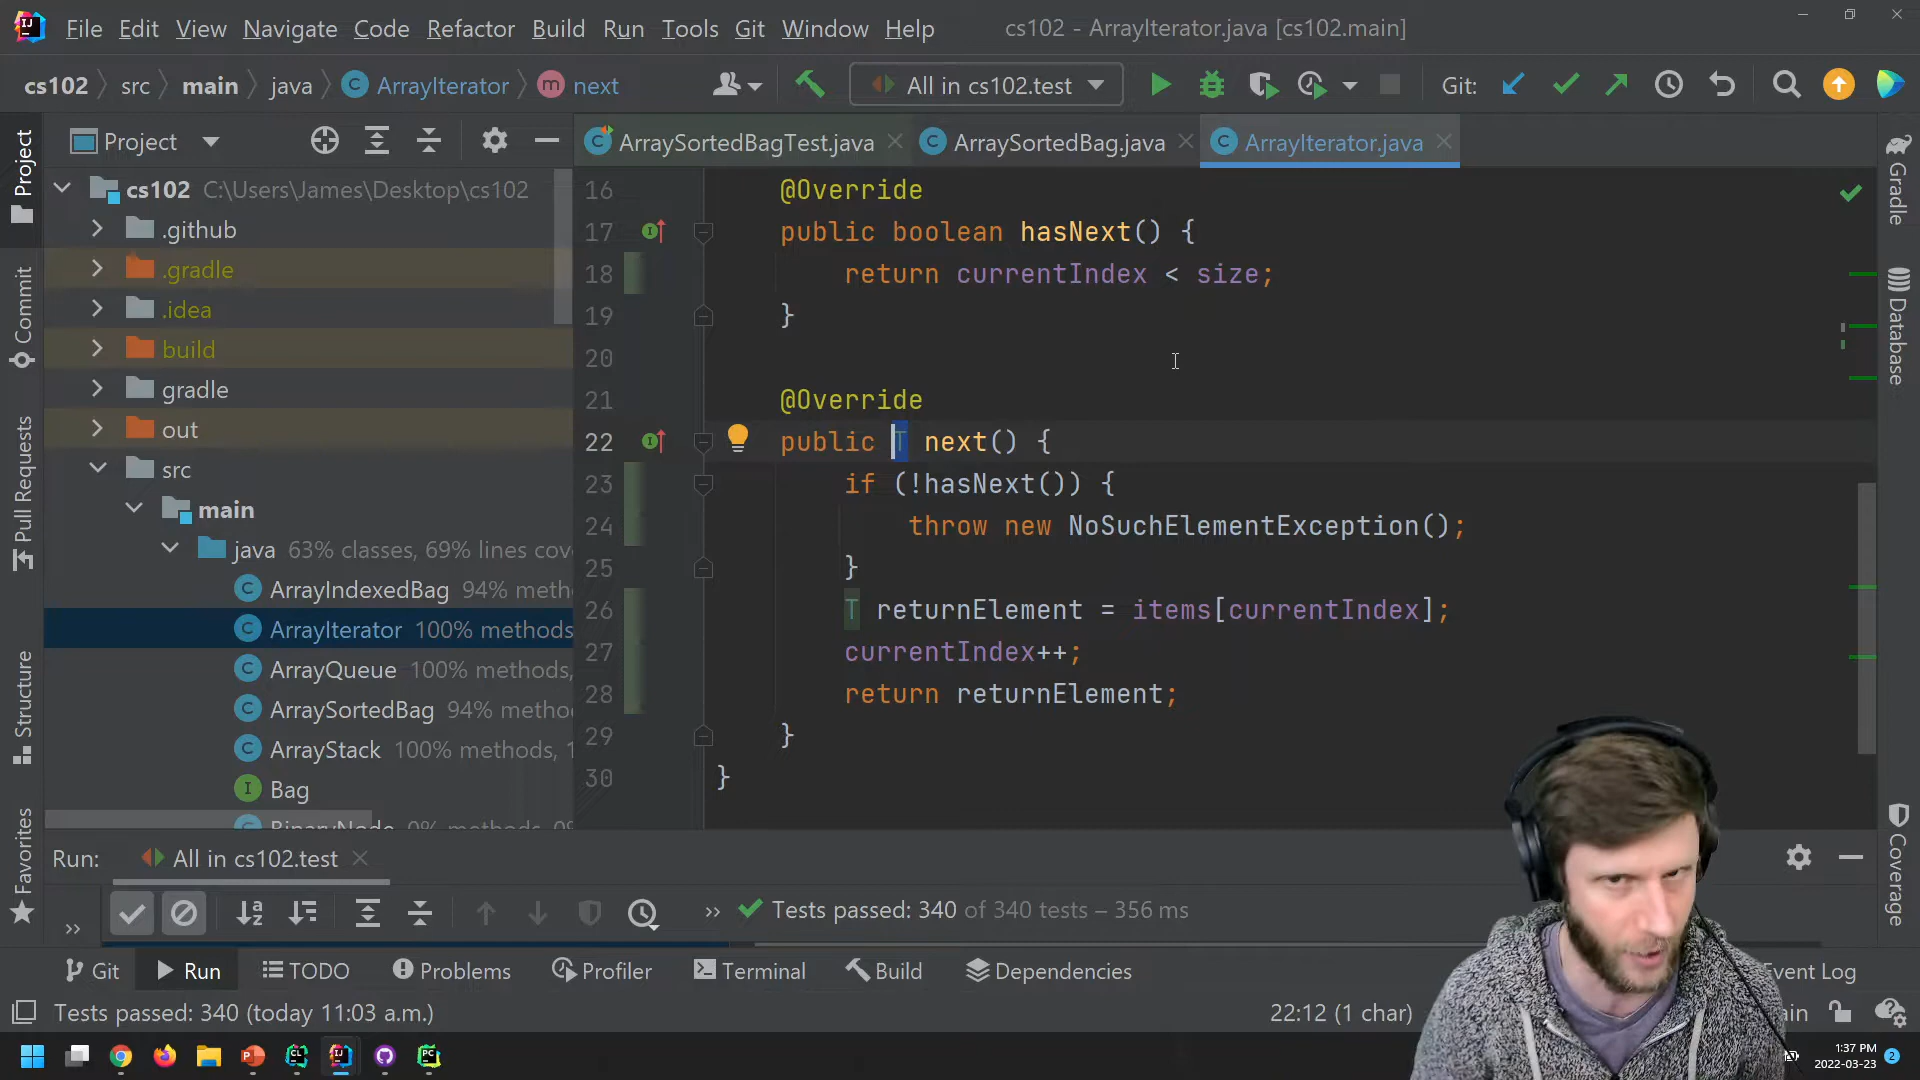 File Edit View Navigate Code Refactor Build Run Tools Git Window Help cs102 - ArrayIterator.java [cs102.main]
cs102 src main java ArrayIterator m next All in cs102.test Git:
Project
ArraySortedBagTest.java ArraySortedBag.java ArrayIterator.java
cs102 C:\Users\James\Desktop\cs102
.github
.gradle
.idea
build
gradle
out
src
main
java 63% classes, 69% lines cov
ArrayIndexedBag 94% meth
ArrayIterator 100% methods
ArrayQueue 100% methods,
ArraySortedBag 94% metho
ArrayStack 100% methods, 1
Bag
BinaryNode 0% methods, 0%
16 @Override
17 public boolean hasNext() {
18 return currentIndex < size;
19 }
20
21 @Override
22 public T next() {
23 if (!hasNext()) {
24 throw new NoSuchElementException();
25 }
26 T returnElement = items[currentIndex];
27 currentIndex++;
28 return returnElement;
29 }
30 }
Project
Commit
Pull Requests
Structure
Favorites
Gradle
Database
Coverage
Run: All in cs102.test
Tests passed: 340 of 340 tests – 356 ms
Git Run TODO Problems Profiler Terminal Build Dependencies Event Log
Tests passed: 340 (today 11:03 a.m.) 22:12 (1 char) ain
1:37 PM
2022-03-23 2